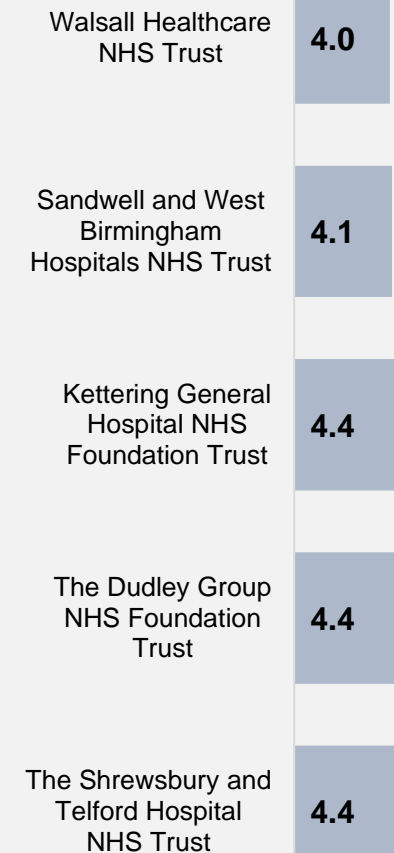 Walsall Healthcare
NHS Trust
4.0
Sandwell and West
Birmingham
Hospitals NHS Trust
4.1
Kettering General
Hospital NHS
Foundation Trust
4.4
The Dudley Group
NHS Foundation
Trust
4.4
The Shrewsbury and
Telford Hospital
NHS Trust
4.4